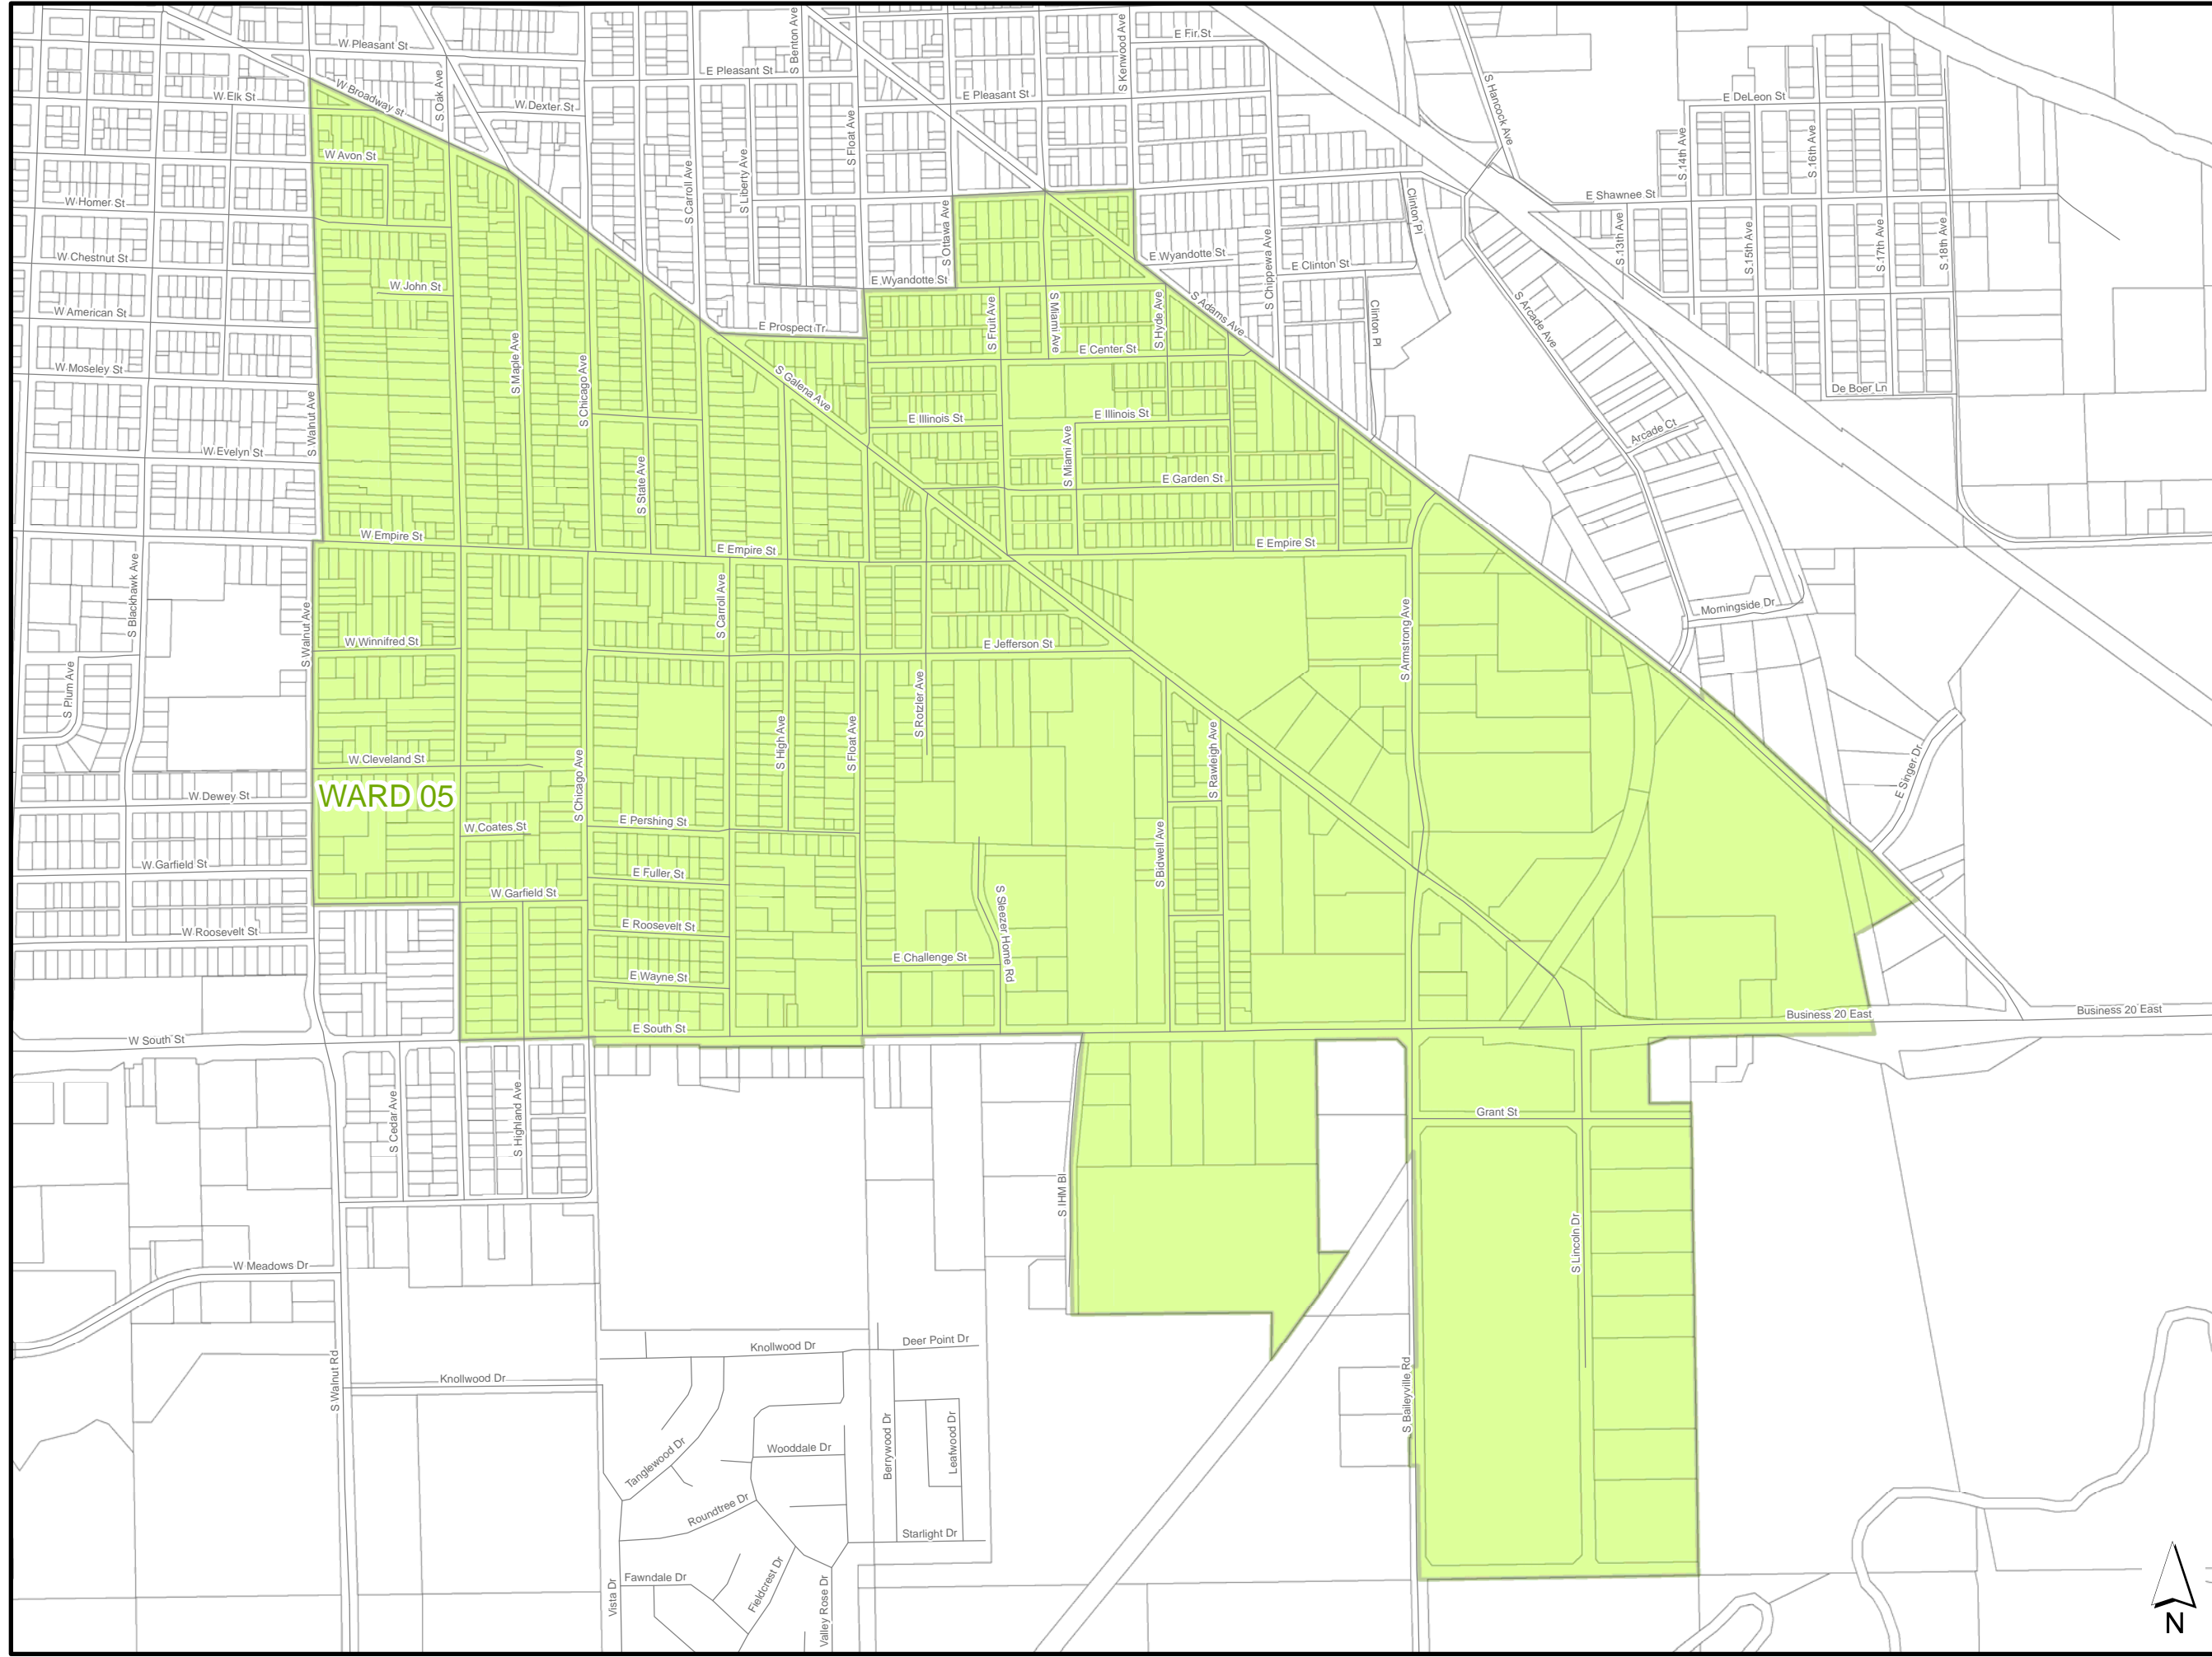 W Pleasant St
S Oak Ave
E Pleasant St
S Benton Ave
E Pleasant St
S Kenwood Ave
E Fir St
S Hancock Ave
E DeLeon St
W Elk St
W Broadway st
W Dexter St
S Float Ave
S 14th Ave
S 16th Ave
W Avon St
S Carroll Ave
S Liberty Ave
W Homer St
S Ottawa Ave
Clinton Pl
E Shawnee St
S 13th Ave
S 15th Ave
S 17th Ave
S 18th Ave
W Chestnut St
E Wyandotte St
S Chippewa Ave
E Clinton St
W John St
E Wyandotte St
W American St
S Maple Ave
S Chicago Ave
E Prospect Tr
S Fruit Ave
S Miami Ave
S Hyde Ave
S Adams Ave
Clinton Pl
S Arcade Ave
E Center St
W Moseley St
S Galena Ave
De Boer Ln
S Walnut Ave
E Illinois St
E Illinois St
Arcade Ct
W Evelyn St
S State Ave
S Miami Ave
E Garden St
W Empire St
E Empire St
E Empire St
S Blackhawk Ave
S Carroll Ave
S Walnut Ave
Morningside Dr
W Winnifred St
E Jefferson St
S Armstrong Ave
S Plum Ave
S Rotzler Ave
S High Ave
S Float Ave
S Rawleigh Ave
W Cleveland St
S Chicago Ave
E Singer Dr
W Dewey St
WARD 05
W Coates St
E Pershing St
S Bidwell Ave
W Garfield St
E Fuller St
W Garfield St
S Sleezer Home Rd
W Roosevelt St
E Roosevelt St
E Challenge St
E Wayne St
W South St
E South St
Business 20 East
Business 20 East
S Cedar Ave
S Highland Ave
Grant St
S IHM Bl
S Lincoln Dr
W Meadows Dr
Knollwood Dr
Deer Point Dr
S Walnut Rd
Knollwood Dr
S Baileyville Rd
Tanglewood Dr
Wooddale Dr
Berrywood Dr
Leafwood Dr
Roundtree Dr
Starlight Dr
Fawndale Dr
Vista Dr
Fieldcrest Dr
Valley Rose Dr
N